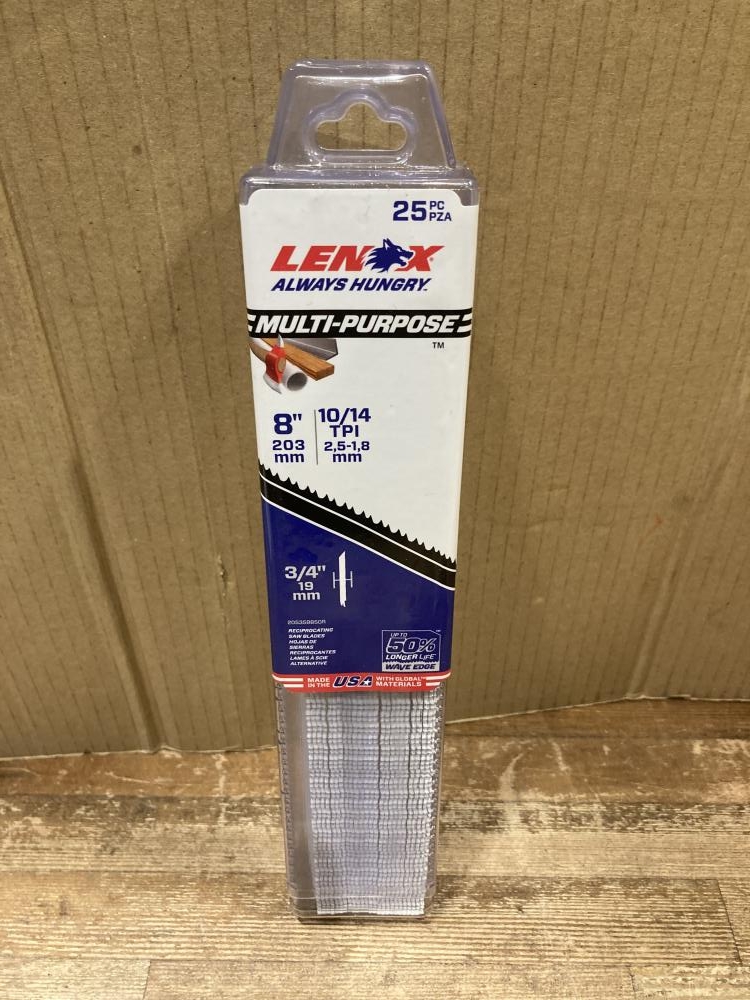 25 PC PZA
LENOX
ALWAYS HUNGRY™
MULTI-PURPOSE
™
8"
203
mm
10/14
TPI
2,5-1,8
mm
3/4"
19
mm
RECIPROCATING
SAW BLADES
HOJAS DE
SIERRAS
RECIPROCANTES
LAMES À SCIE
ALTERNATIVE
UP TO
50%
LONGER LIFE
WAVE EDGE™
MADE IN THE USA WITH GLOBAL MATERIALS